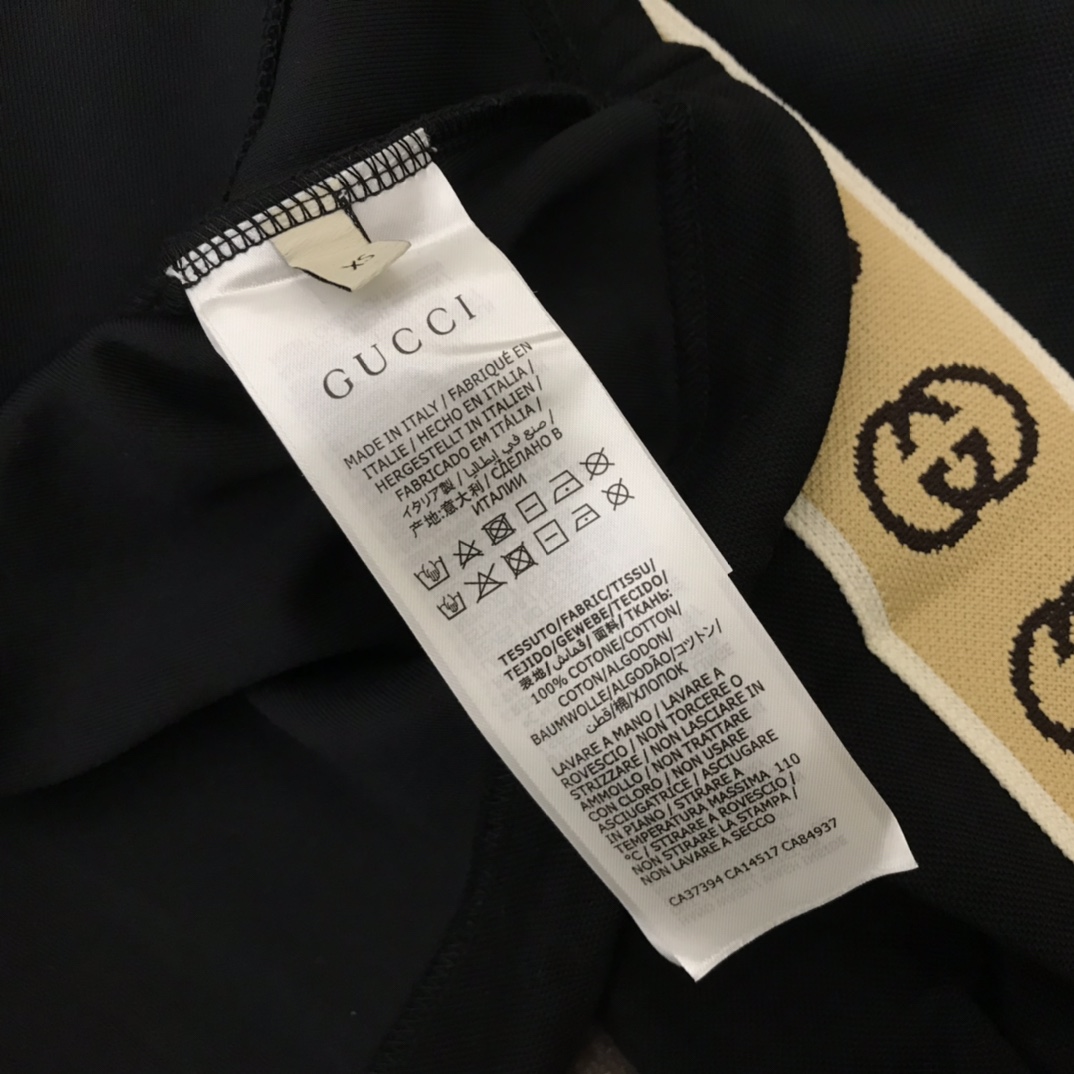 XS
GUCCI
MADE IN ITALY / FABRIQUÉ EN
ITALIE / HECHO EN ITALIA /
HERGESTELLT IN ITALIEN /
FABRICADO EM ITÁLIA /
イタリア製 / صنع في إيطاليا /
产地:意大利 / СДЕЛАНО В
ИТАЛИИ
TESSUTO/FABRIC/TISSU/
TEJIDO/GEWEBE/TECIDO/
表地/قماش/面料/ТКАНЬ:
100% COTONE/COTTON/
COTON/ALGODON/
BAUMWOLLE/ALGODÃO/コットン/
قطن/棉/ХЛОПОК
LAVARE A MANO / LAVARE A
ROVESCIO / NON TORCERE O
STRIZZARE / NON LASCIARE IN
AMMOLLO / NON TRATTARE
CON CLORO / NON USARE
ASCIUGATRICE / ASCIUGARE
IN PIANO / STIRARE A
TEMPERATURA MASSIMA 110
°C / STIRARE A ROVESCIO /
NON STIRARE LA STAMPA /
NON LAVARE A SECCO
CA37394 CA14517 CA84937